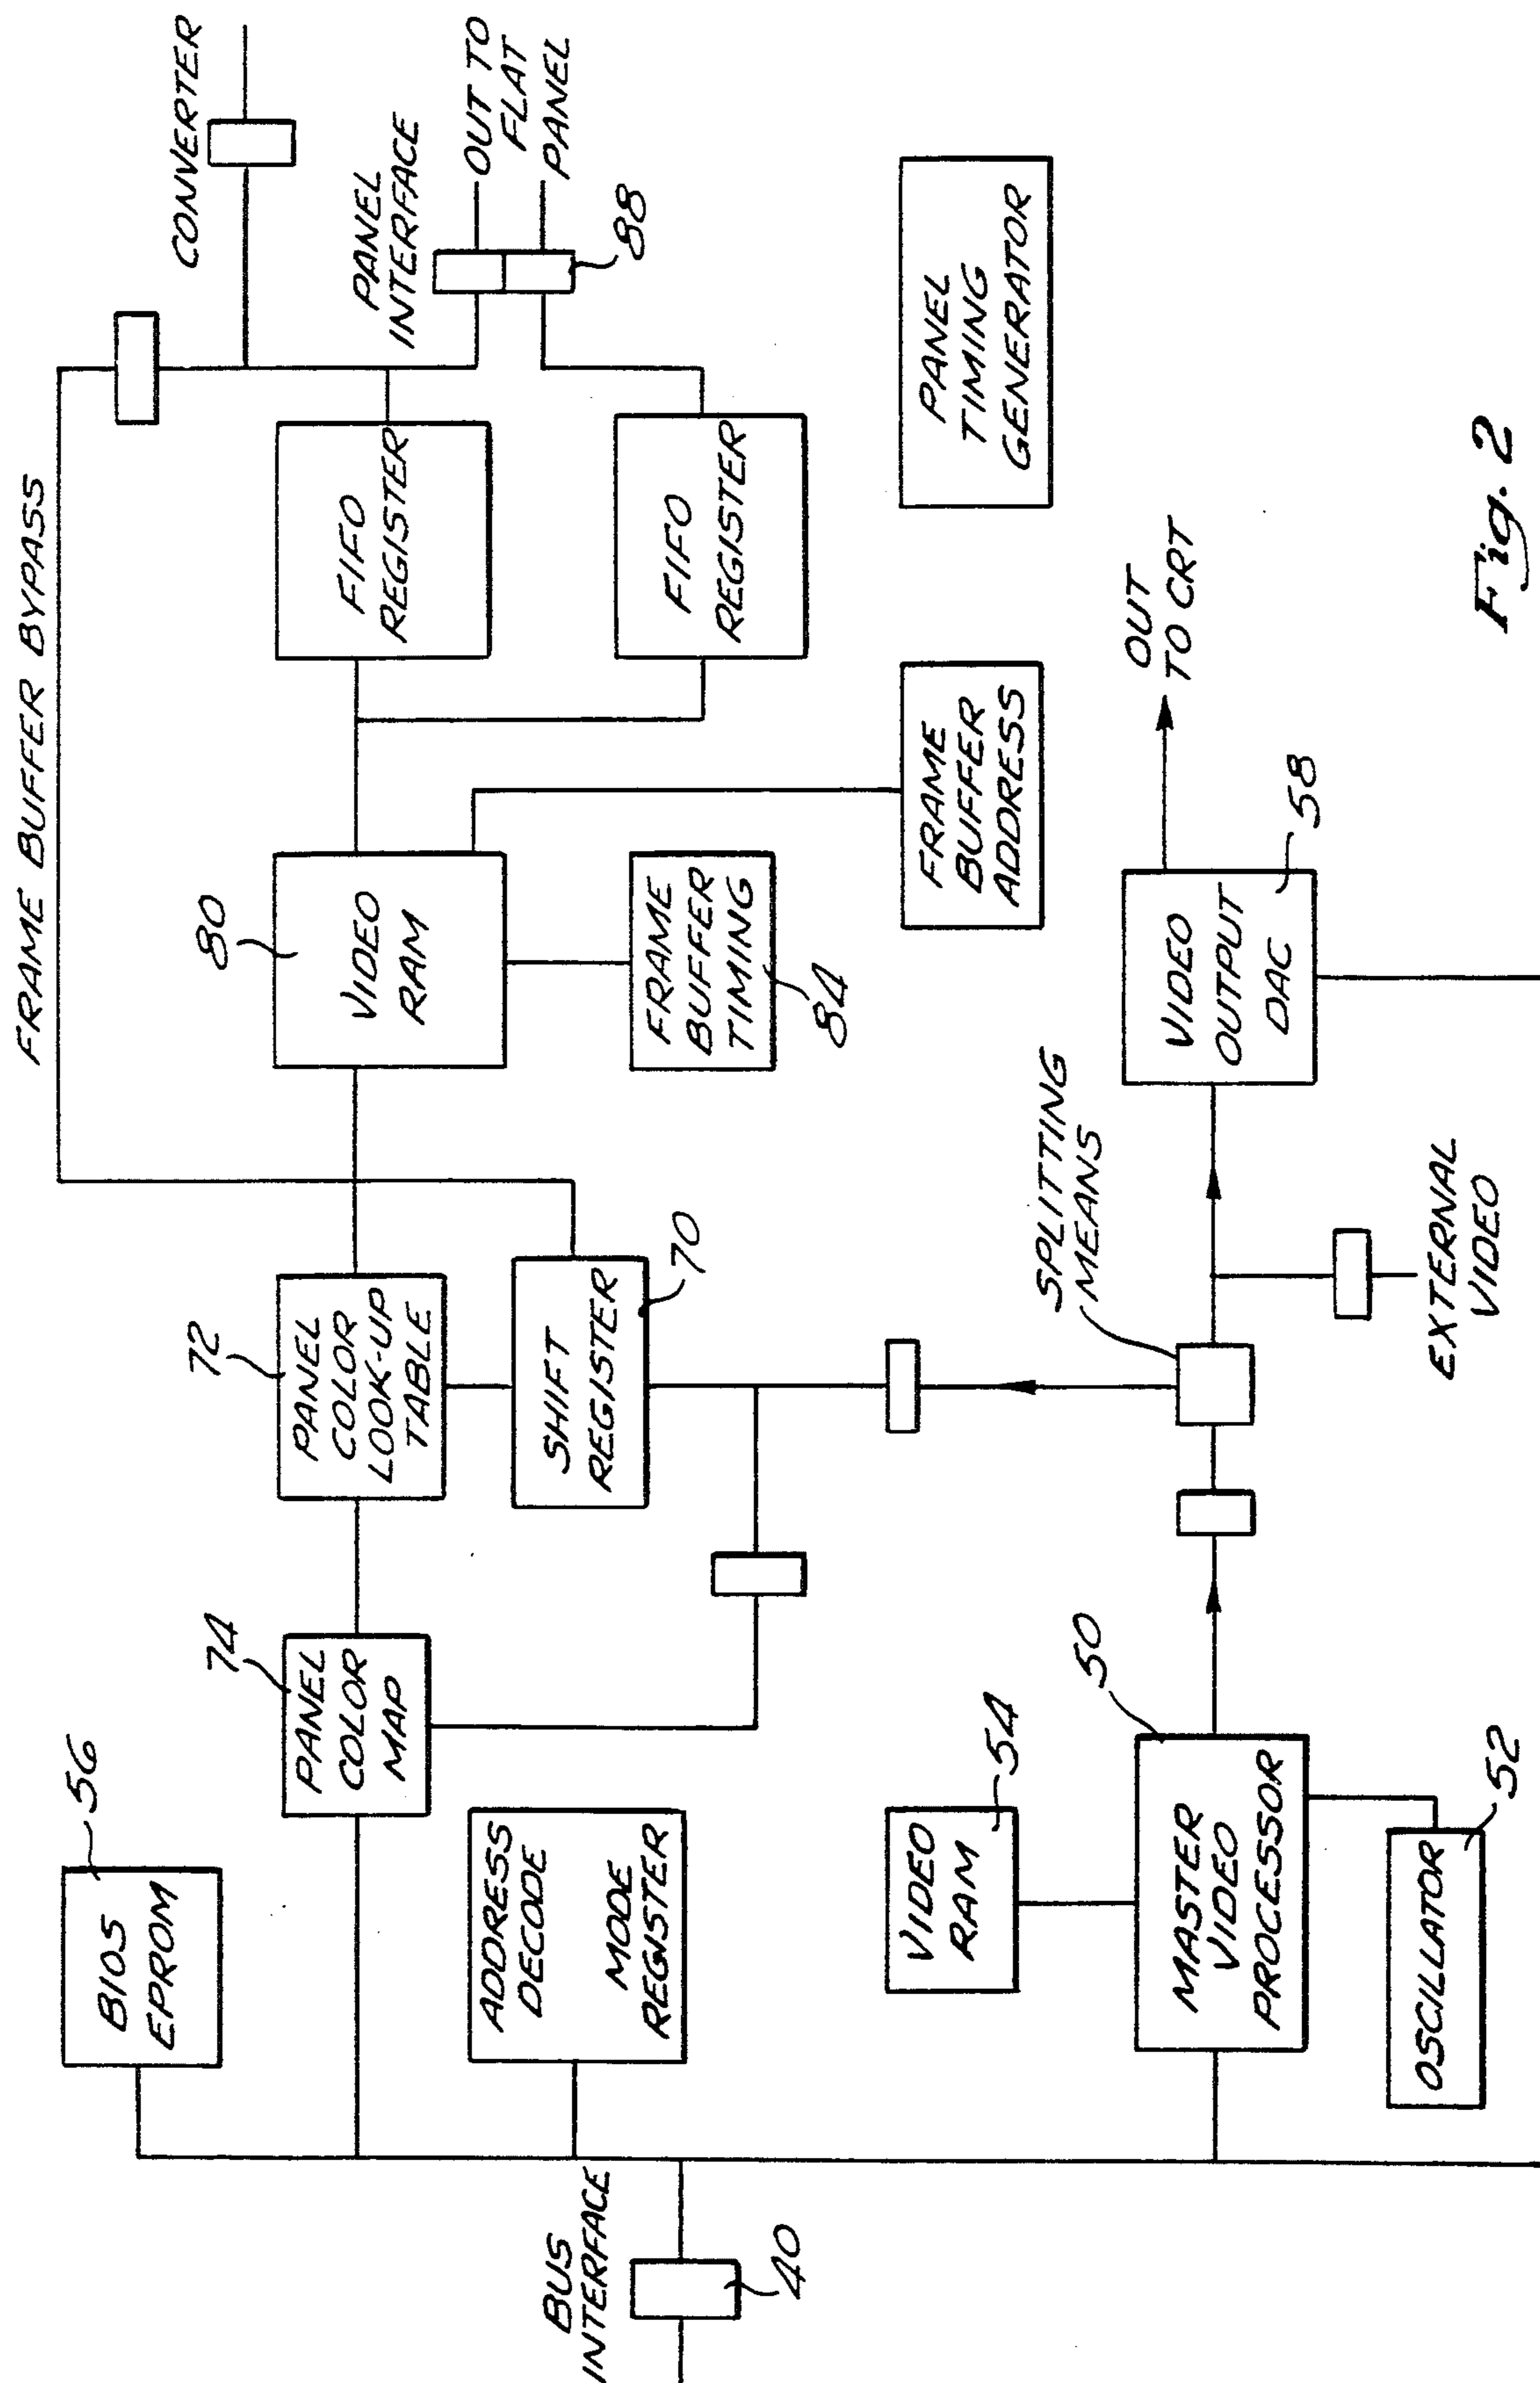 FRAME BUFFER BYPASS
CONVERTER
56
BIOS
EPROM
74
PANEL
COLOR
MAP
72
PANEL
COLOR
LOOK-UP
TABLE
80
VIDEO
RAM
FIFO
REGISTER
PANEL
INTERFACE
OUT TO
FLAT
PANEL
88
ADDRESS
DECODE
MODE
REGISTER
SHIFT
REGISTER
70
FRAME
BUFFER
TIMING
84
FIFO
REGISTER
BUS
INTERFACE
40
VIDEO
RAM
54
FRAME
BUFFER
ADDRESS
PANEL
TIMING
GENERATOR
50
MASTER
VIDEO
PROCESSOR
SPLITTING
MEANS
VIDEO
OUTPUT
DAC
58
OUT
TO CRT
OSCILLATOR
52
EXTERNAL
VIDEO
Fig. 2